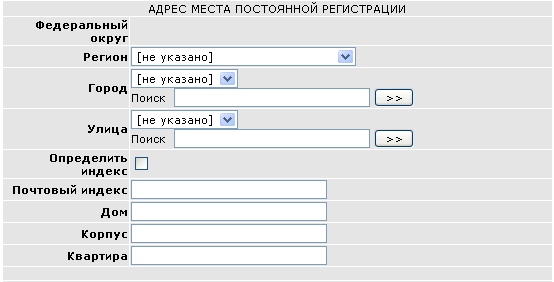 АДРЕС МЕСТА ПОСТОЯННОЙ РЕГИСТРАЦИИ
Федеральный
округ
Регион [не указано]
Город [не указано]
Поиск >>
Улица [не указано]
Поиск >>
Определить
индекс
Почтовый индекс
Дом
Корпус
Квартира